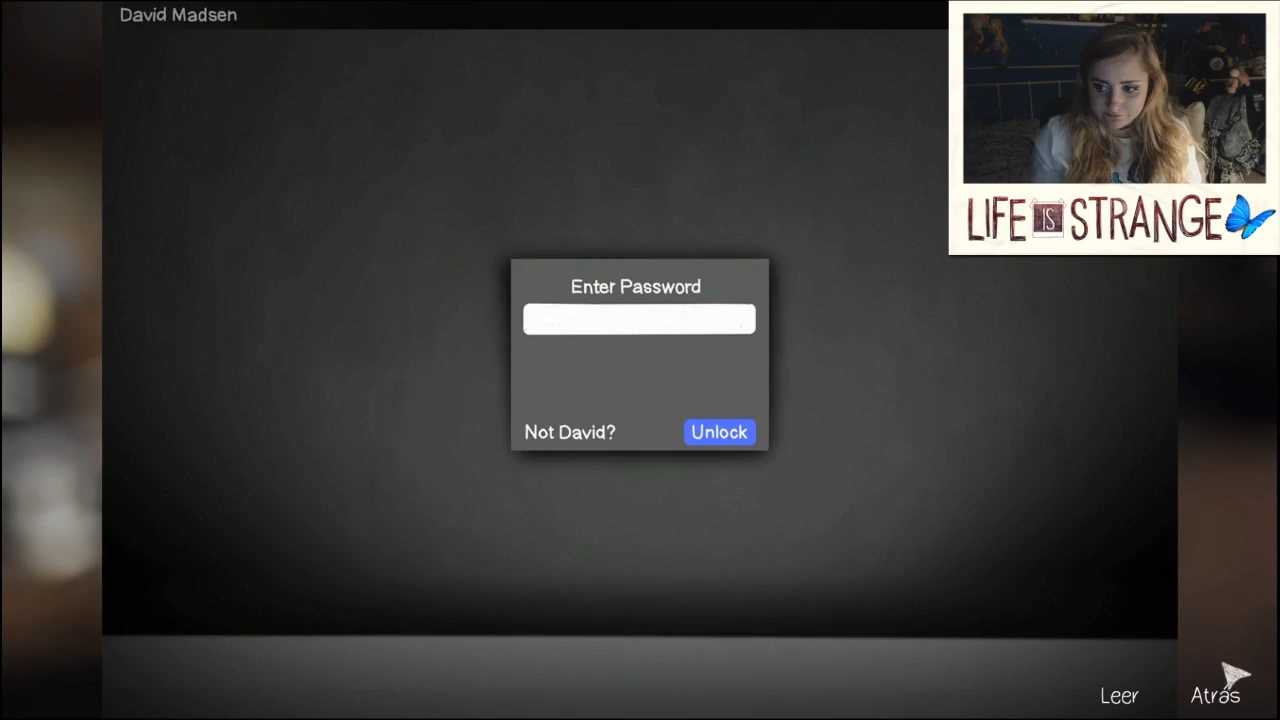 David Madsen
LIFE IS STRANGE
Enter Password
Not David?
Unlock
Leer
Atrás